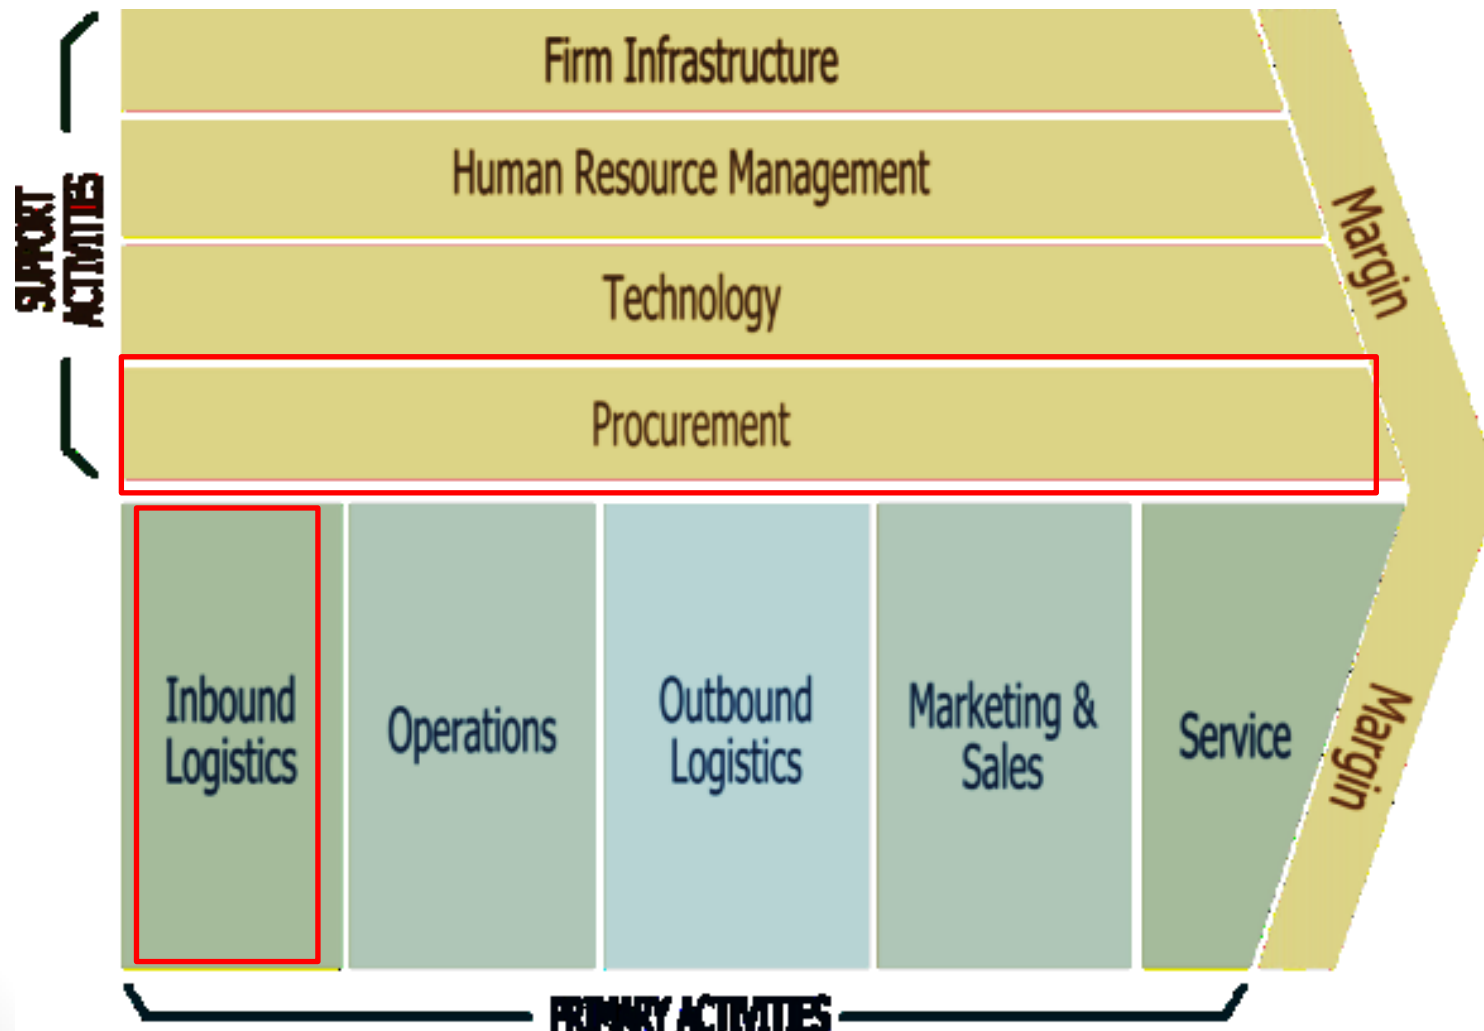 SUPPORT
ACTIVITIES
Firm Infrastructure
Human Resource Management
Technology
Procurement
Margin
Inbound
Logistics
Operations
Outbound
Logistics
Marketing &
Sales
Service
Margin
PRIMARY ACTIVITIES